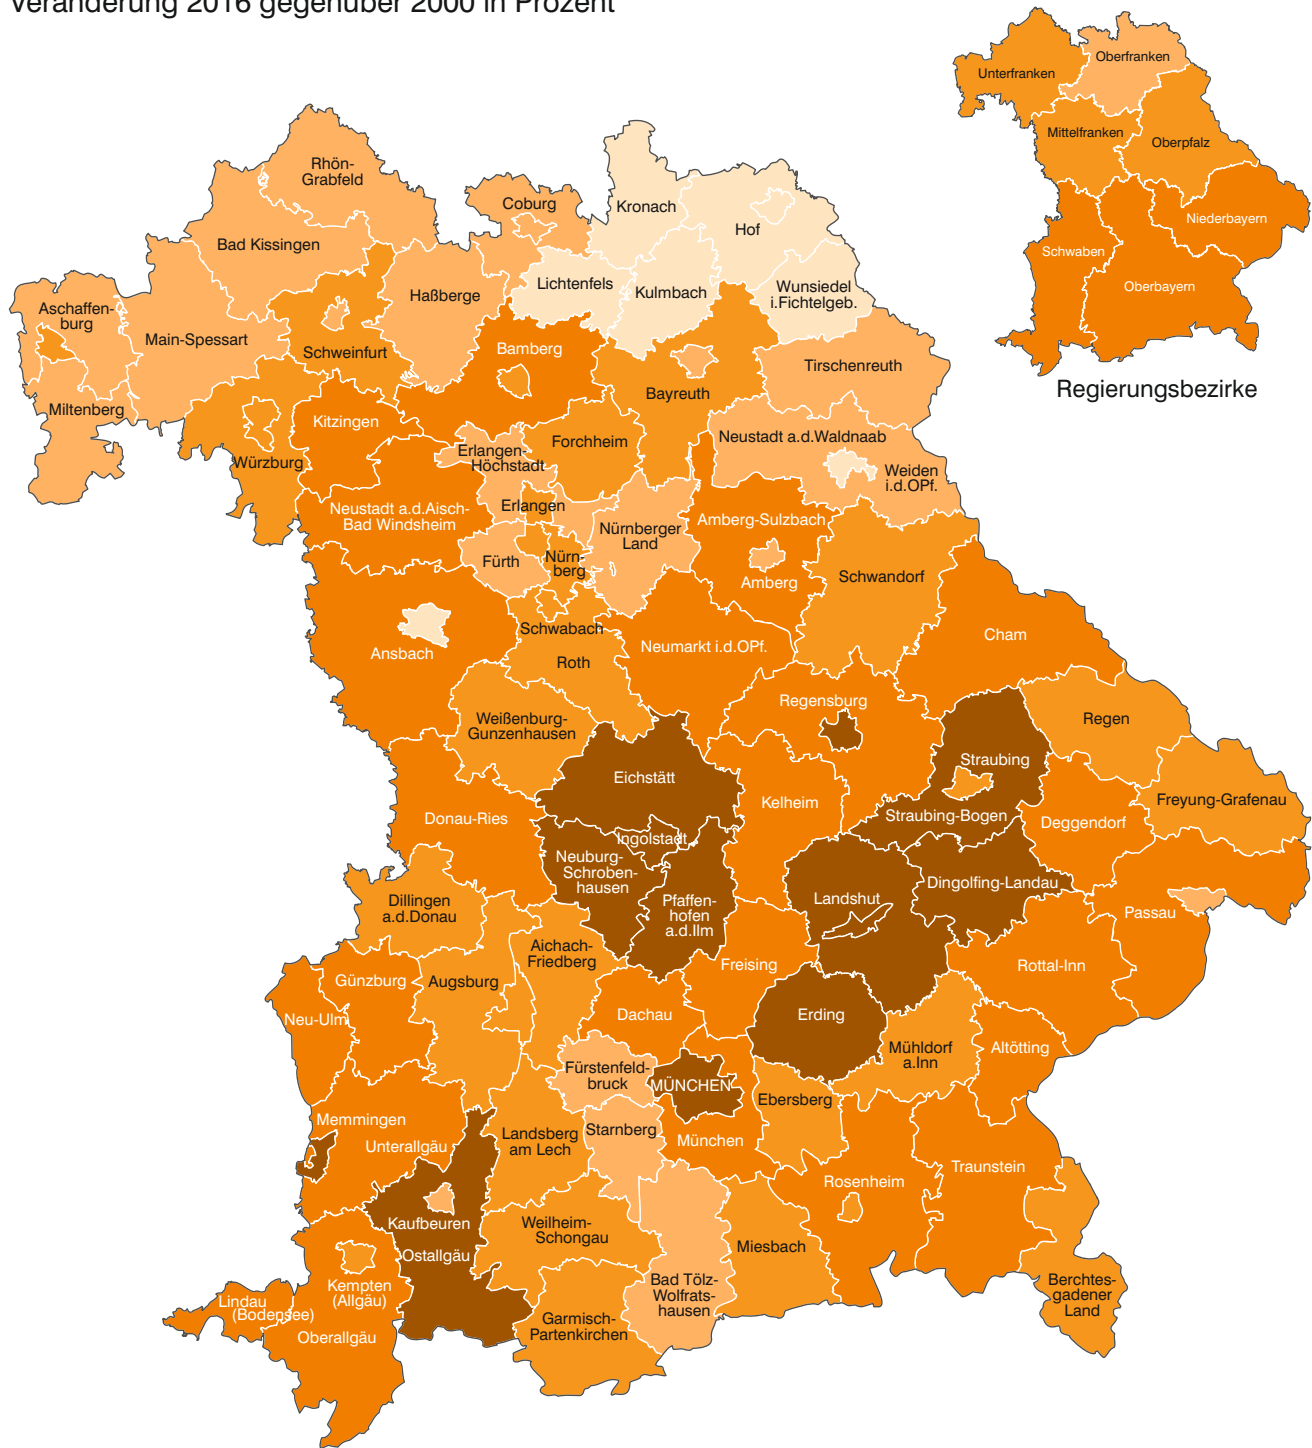 Veränderung 2016 gegenüber 2000 in Prozent
Oberfranken
Unterfranken
Mittelfranken
Oberpfalz
Niederbayern
Schwaben
Oberbayern
Regierungsbezirke
Rhön-
Grabfeld
Coburg
Kronach
Hof
Bad Kissingen
Lichtenfels
Kulmbach
Wunsiedel
i.Fichtelgeb.
Haßberge
Aschaffen-
burg
Main-Spessart
Schweinfurt
Bamberg
Tirschenreuth
Bayreuth
Miltenberg
Kitzingen
Neustadt a.d.Waldnaab
Forchheim
Erlangen-
Höchstadt
Würzburg
Weiden
i.d.OPf.
Erlangen
Neustadt a.d.Aisch-
Bad Windsheim
Amberg-Sulzbach
Nürnberger
Land
Fürth
Nürn-
berg
Amberg
Schwandorf
Schwabach
Cham
Ansbach
Neumarkt i.d.OPf.
Roth
Regensburg
Weißenburg-
Gunzenhausen
Regen
Straubing
Eichstätt
Kelheim
Freyung-Grafenau
Donau-Ries
Straubing-Bogen
Deggendorf
Ingolstadt
Neuburg-
Schroben-
hausen
Dingolfing-Landau
Dillingen
a.d.Donau
Pfaffen-
hofen
a.d.Ilm
Landshut
Passau
Aichach-
Friedberg
Freising
Rottal-Inn
Günzburg
Augsburg
Neu-Ulm
Dachau
Erding
Mühldorf
a.Inn
Altötting
Fürstenfeld-
bruck
MÜNCHEN
Ebersberg
Memmingen
Unterallgäu
Landsberg
am Lech
Starnberg
München
Traunstein
Rosenheim
Kaufbeuren
Weilheim-
Schongau
Miesbach
Ostallgäu
Bad Tölz-
Wolfrats-
hausen
Berchtes-
gadener
Land
Kempten
(Allgäu)
Lindau
(Bodensee)
Oberallgäu
Garmisch-
Partenkirchen